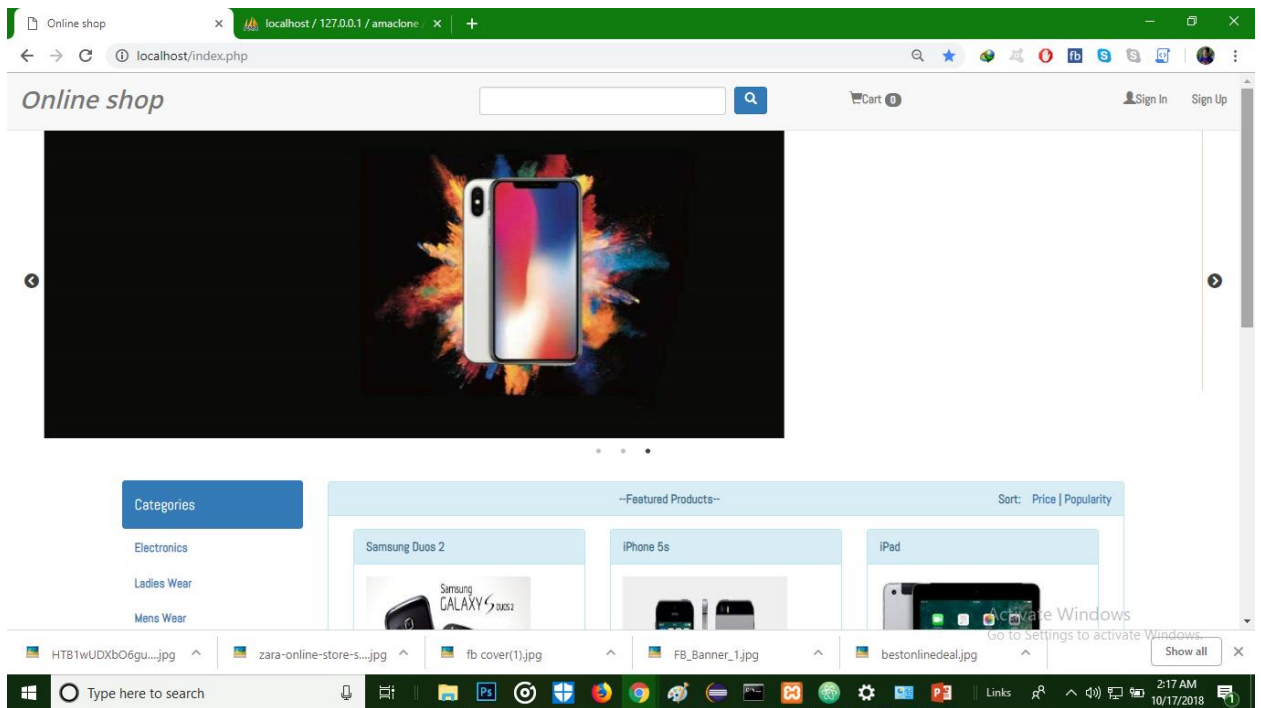 Online shop
localhost / 127.0.0.1 / amaclone /
localhost/index.php
fb
Online shop
Cart 0
Sign In
Sign Up
Categories
--Featured Products--
Sort: Price | Popularity
Electronics
Ladies Wear
Mens Wear
Samsung Duos 2
iPhone 5s
iPad
Samsung
GALAXY S DUOS 2
Activate Windows
Go to Settings to activate Windows.
HTB1wUDXbO6gu....jpg
zara-online-store-s....jpg
fb cover(1).jpg
FB_Banner_1.jpg
bestonlinedeal.jpg
Show all
Type here to search
Ps
Links
2:17 AM
10/17/2018